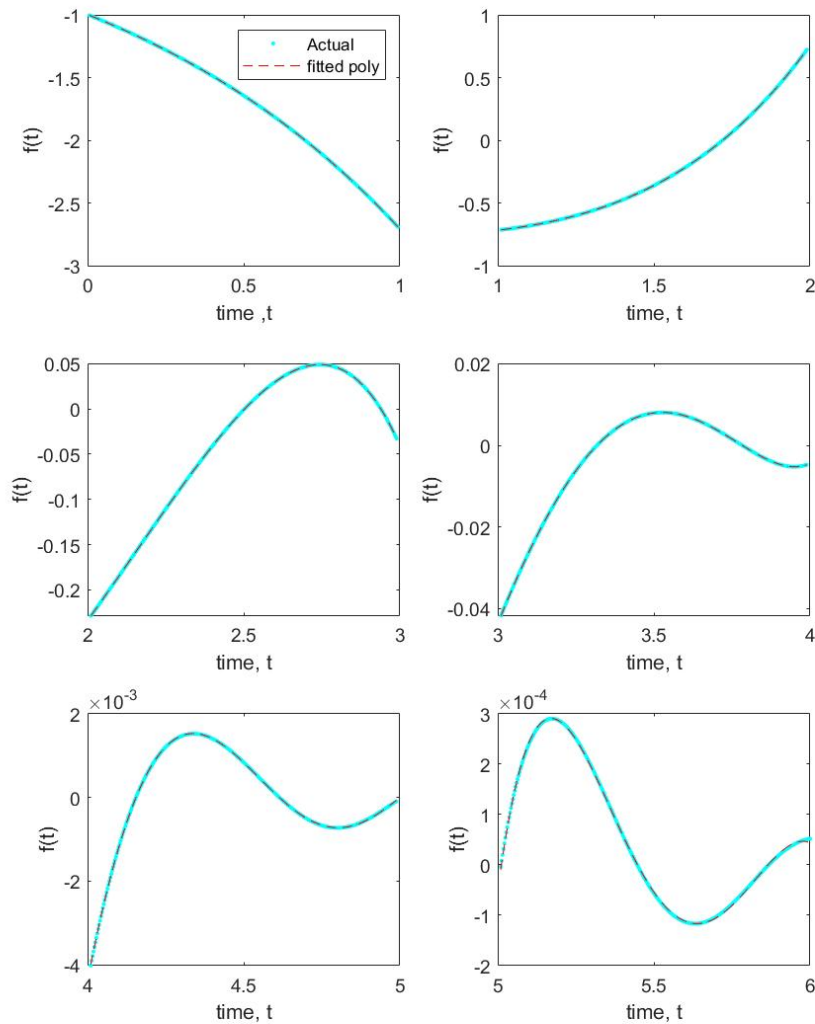 -1
-1.5
-2
-2.5
-3
f(t)
0 0.5 1
time ,t
Actual
fitted poly
1
0.5
0
-0.5
-1
f(t)
1 1.5 2
time, t
0.05
0
-0.05
-0.1
-0.15
-0.2
f(t)
2 2.5 3
time, t
0.02
0
-0.02
-0.04
f(t)
3 3.5 4
time, t
×10-3
2
0
-2
-4
f(t)
4 4.5 5
time, t
×10-4
3
2
1
0
-1
-2
f(t)
5 5.5 6
time, t